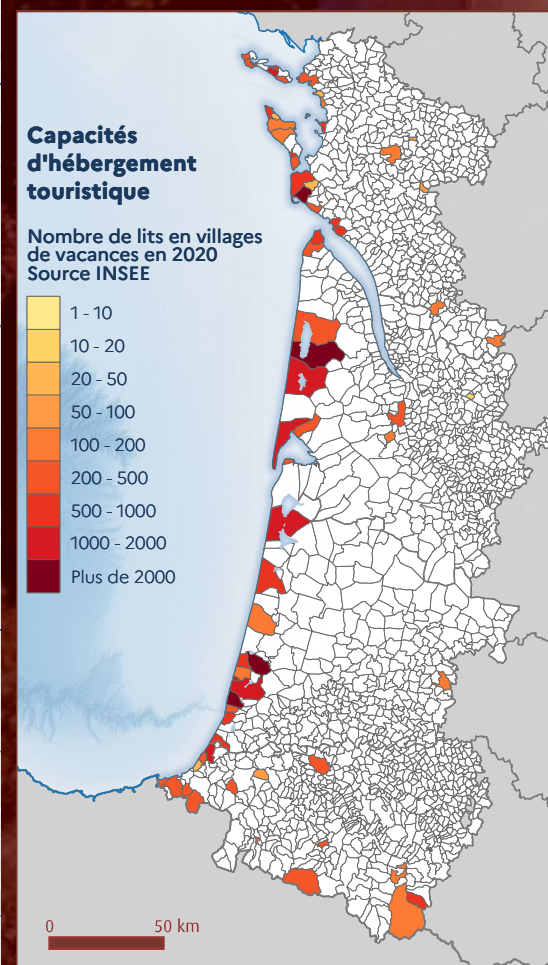 Capacités
d'hébergement
touristique
Nombre de lits en villages
de vacances en 2020
Source INSEE
1 - 10
10 - 20
20 - 50
50 - 100
100 - 200
200 - 500
500 - 1000
1000 - 2000
Plus de 2000
0 50 km